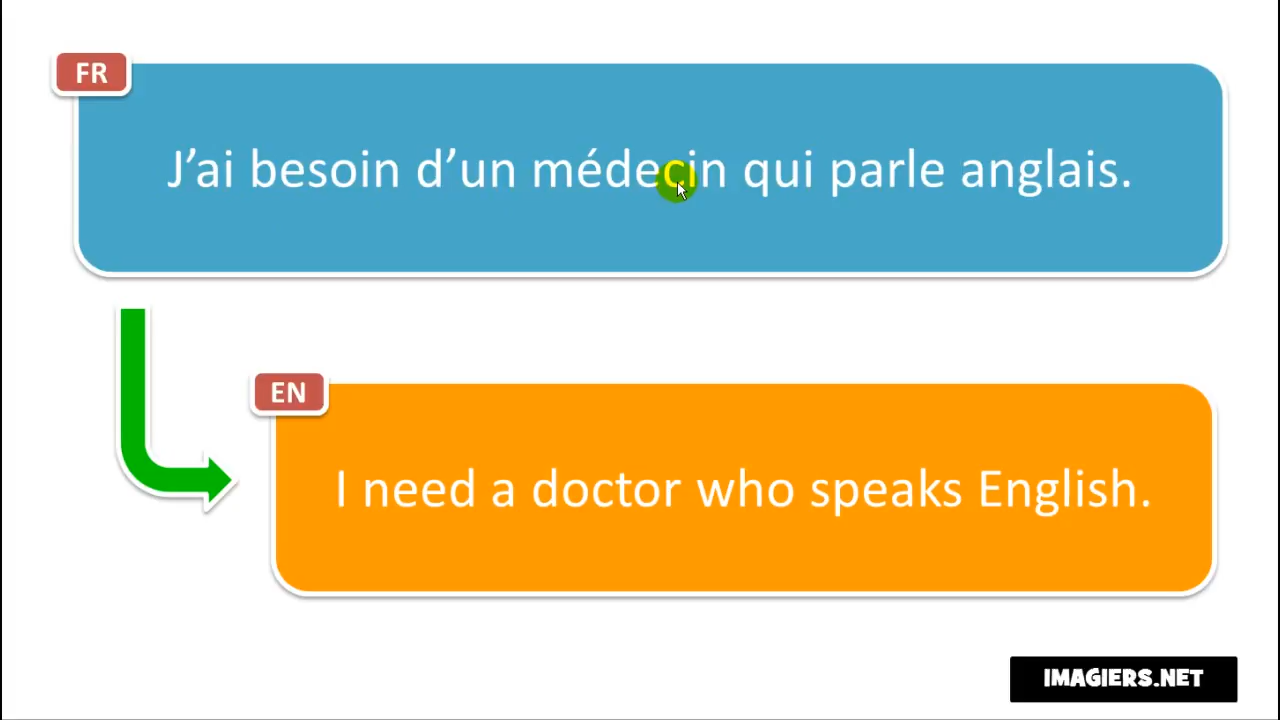 FR
J’ai besoin d’un médecin qui parle anglais.
EN
I need a doctor who speaks English.
IMAGIERS.NET